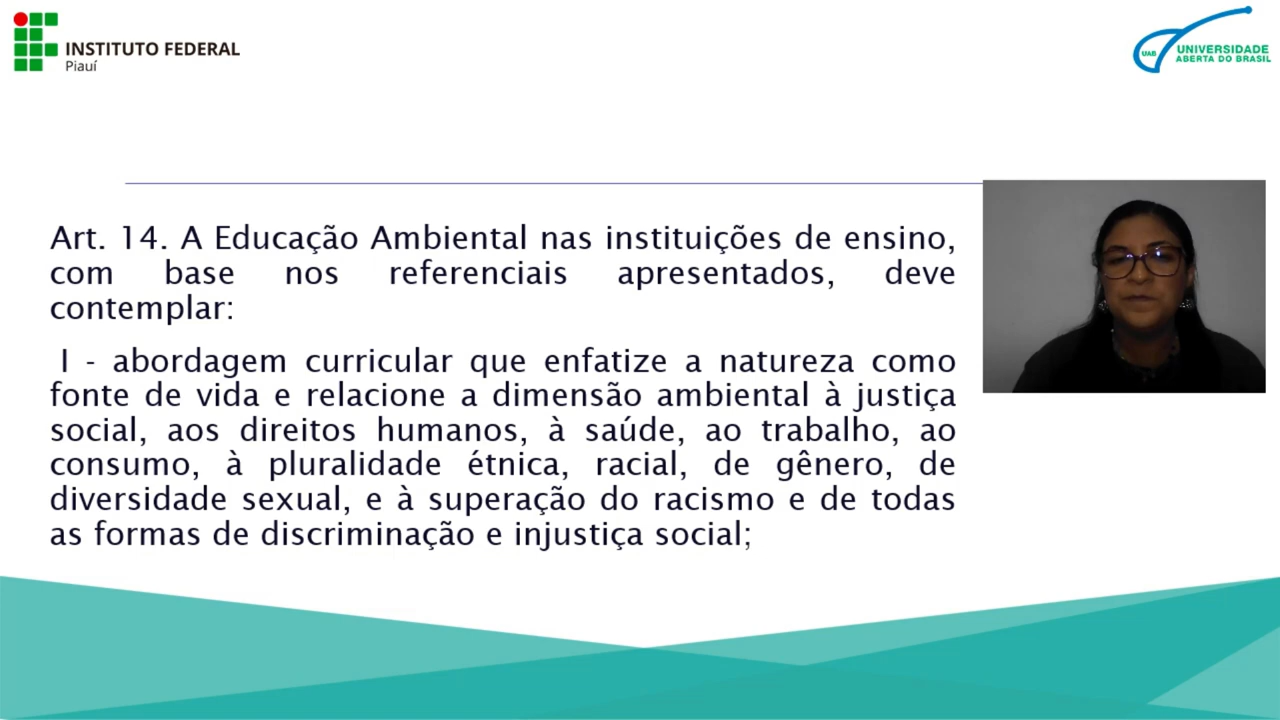 INSTITUTO FEDERAL
Piauí
UAB
UNIVERSIDADE
ABERTA DO BRASIL
Art. 14. A Educação Ambiental nas instituições de ensino,
com base nos referenciais apresentados, deve
contemplar:
I - abordagem curricular que enfatize a natureza como
fonte de vida e relacione a dimensão ambiental à justiça
social, aos direitos humanos, à saúde, ao trabalho, ao
consumo, à pluralidade étnica, racial, de gênero, de
diversidade sexual, e à superação do racismo e de todas
as formas de discriminação e injustiça social;